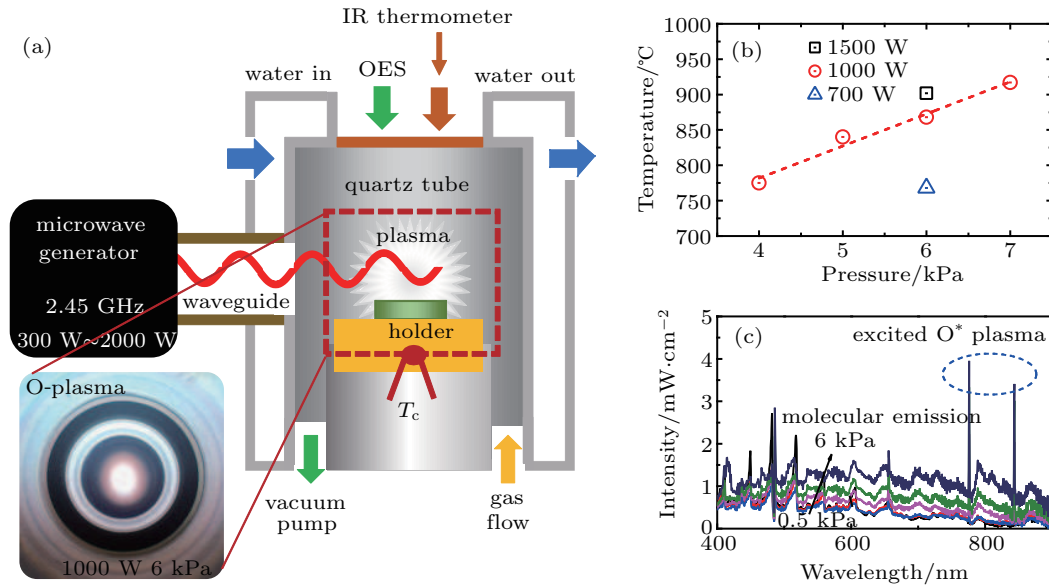 (a)
IR thermometer
water in
OES
water out
quartz tube
plasma
microwave
generator
2.45 GHz
300 W~2000 W
waveguide
holder
Tc
O-plasma
1000 W 6 kPa
vacuum
pump
gas
flow
(b)
1000
950
900
850
800
750
700
Temperature/℃
1500 W
1000 W
700 W
4 5 6 7
Pressure/kPa
(c)
excited O* plasma
5
4
3
2
1
0
Intensity/mW·cm−2
molecular emission
6 kPa
0.5 kPa
400 600 800
Wavelength/nm